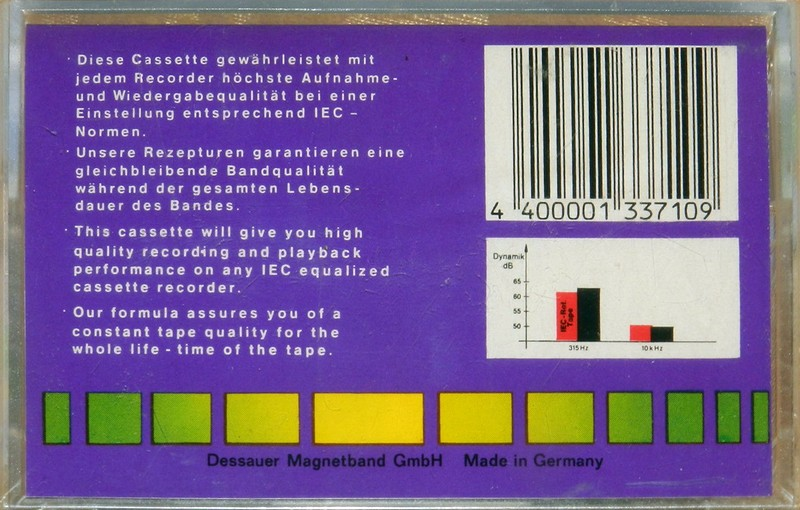 · Diese Cassette gewährleistet mit
jedem Recorder höchste Aufnahme-
und Wiedergabequalität bei einer
Einstellung entsprechend IEC –
Normen.
· Unsere Rezepturen garantieren eine
gleichbleibende Bandqualität
während der gesamten Lebens-
dauer des Bandes.
· This cassette will give you high
quality recording and playback
performance on any IEC equalized
cassette recorder.
· Our formula assures you of a
constant tape quality for the
whole life - time of the tape.
4 400001 337109
Dynamik
dB
65
60
55
50
IEC-Ref.
Tape
315 Hz
10 kHz
Dessauer Magnetband GmbH Made in Germany